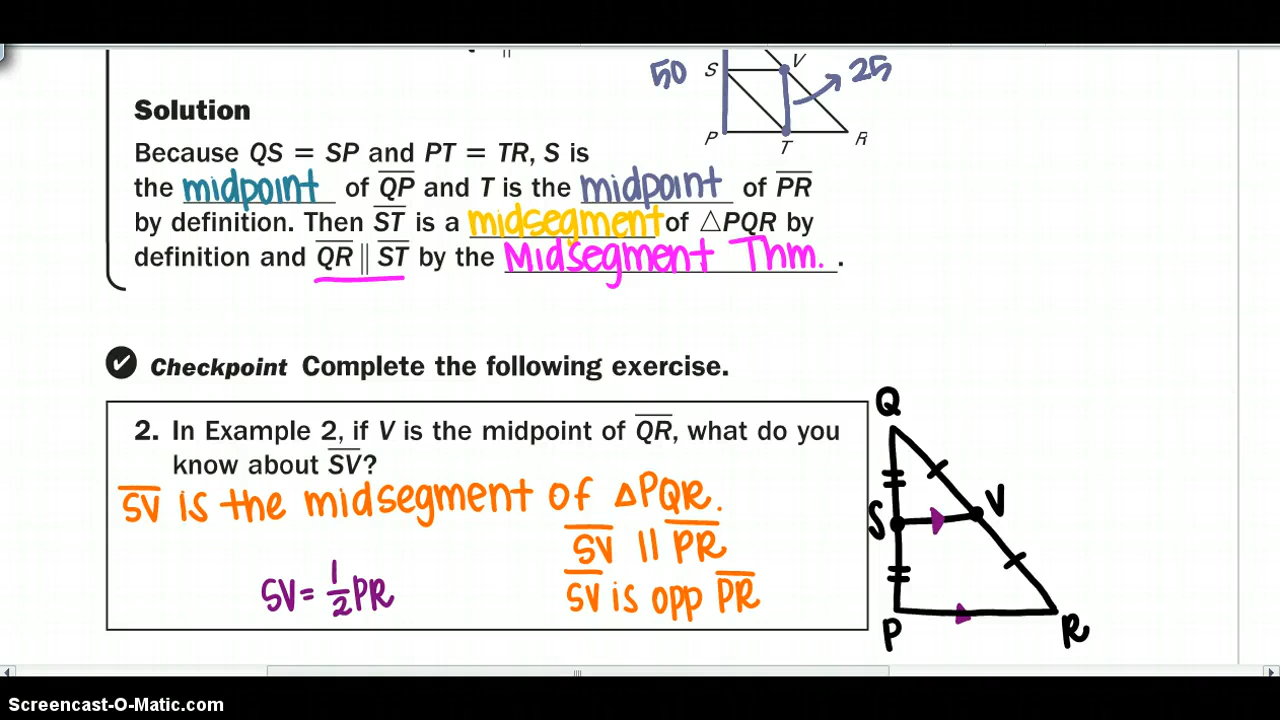 50 S V 25
P T R
Solution
Because QS = SP and PT = TR, S is
the midpoint of QP and T is the midpoint of PR
by definition. Then ST is a midsegment of △PQR by
definition and QR || ST by the Midsegment Thm. .
✓ Checkpoint Complete the following exercise.
2. In Example 2, if V is the midpoint of QR, what do you
know about SV?
SV is the midsegment of △PQR.
SV || PR
SV = 1/2 PR
SV is opp PR
Q
S V
P R
Screencast-O-Matic.com